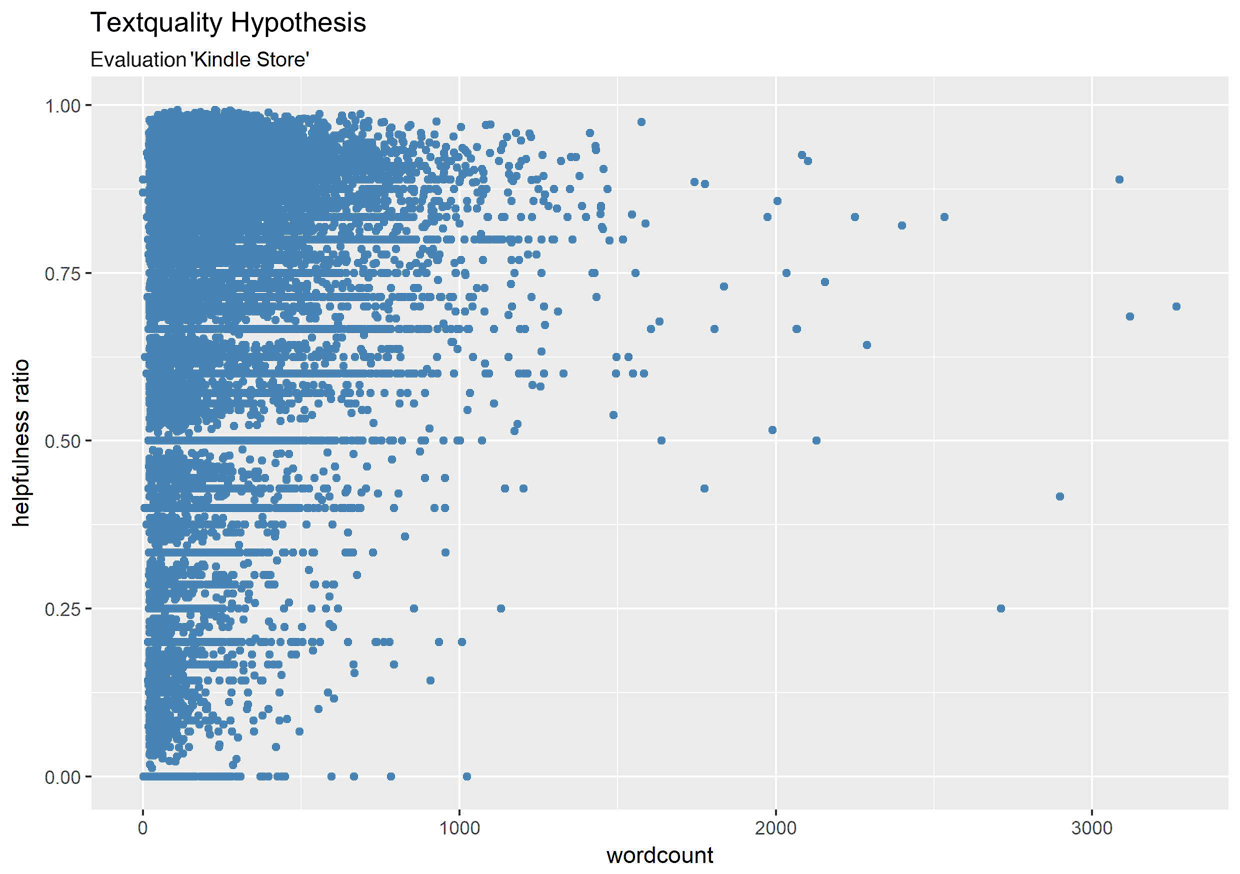 Textquality Hypothesis
Evaluation 'Kindle Store'
1.00
0.75
0.50
0.25
0.00
helpfulness ratio
0
1000
2000
3000
wordcount